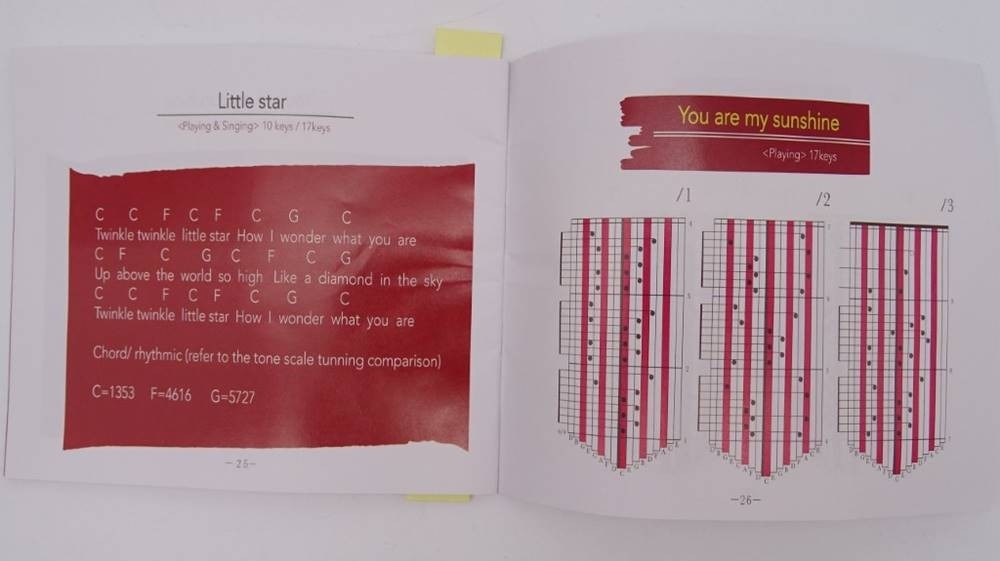 Little star
<Playing & Singing> 10 keys / 17keys
C C F C F C G C
Twinkle twinkle little star How I wonder what you are
C F C G C F C G
Up above the world so high Like a diamond in the sky
C C F C F C G C
Twinkle twinkle little star How I wonder what you are
Chord/ rhythmic (refer to the tone scale tunning comparison)
C=1353 F=4616 G=5727
—25—
You are my sunshine
<Playing> 17keys
/1 /2 /3
—26—